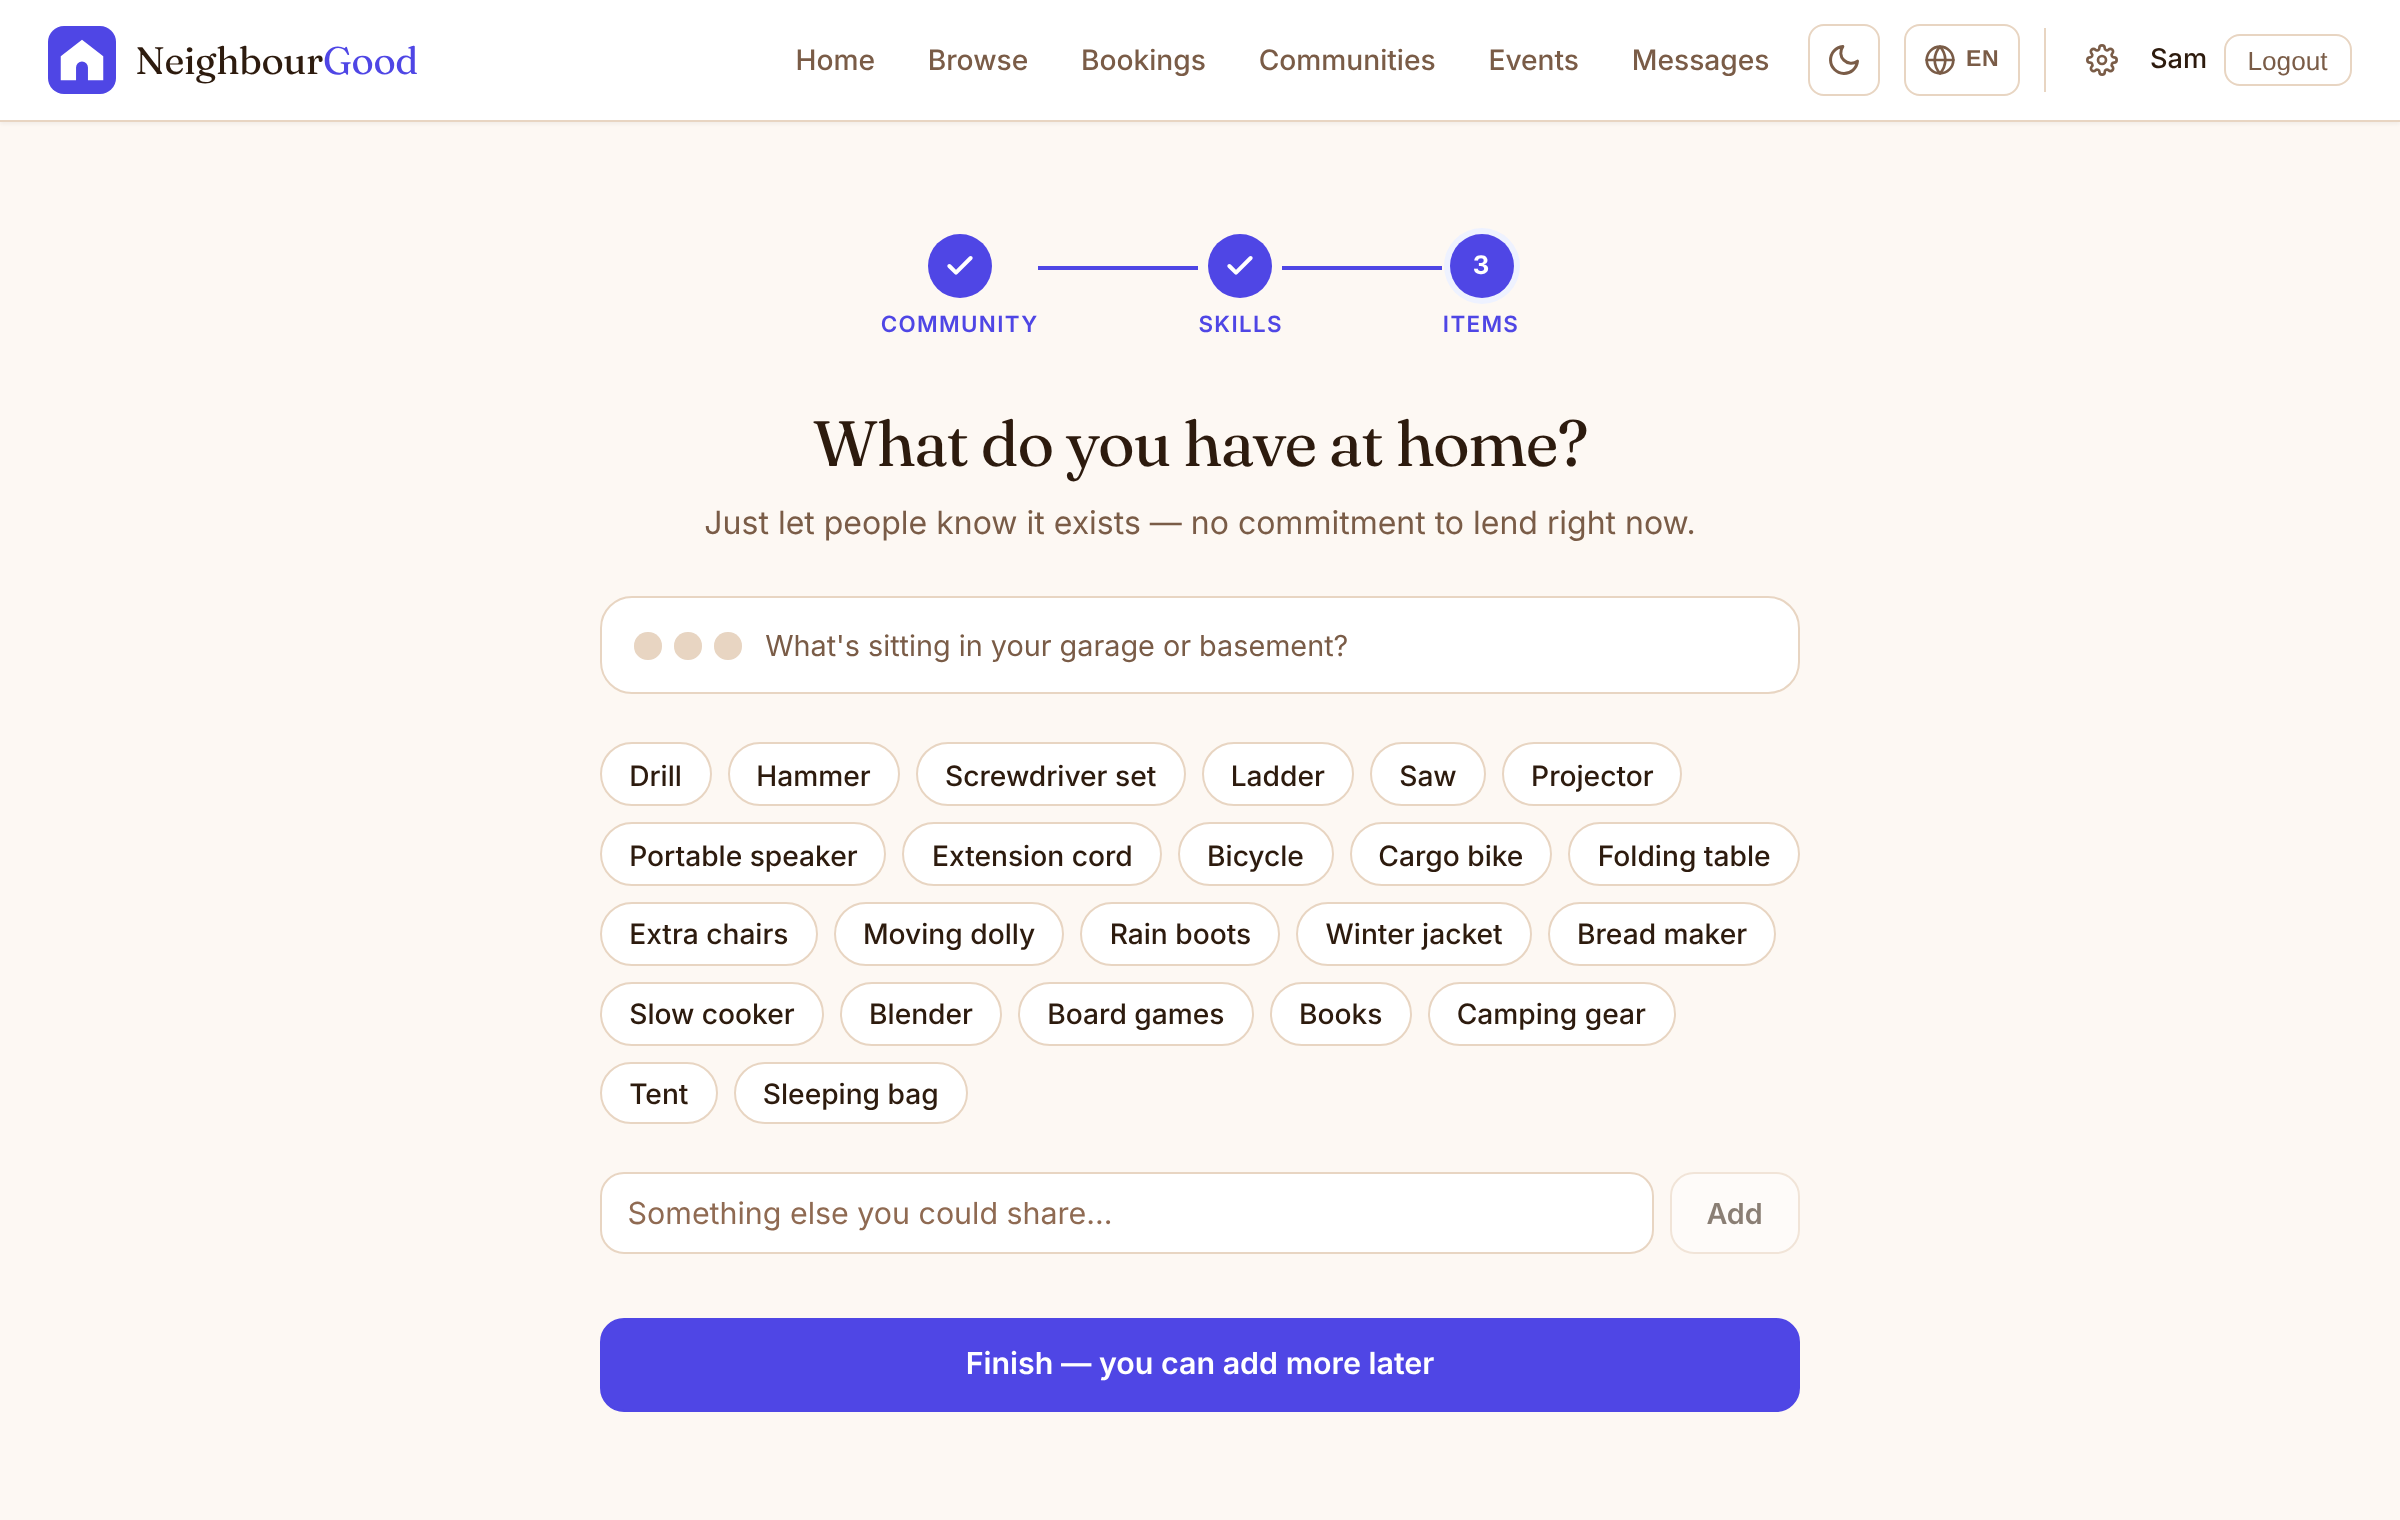 NeighbourGood Home Browse Bookings Communities Events Messages EN Sam Logout
3
COMMUNITY SKILLS ITEMS
What do you have at home?
Just let people know it exists — no commitment to lend right now.
What's sitting in your garage or basement?
Drill Hammer Screwdriver set Ladder Saw Projector
Portable speaker Extension cord Bicycle Cargo bike Folding table
Extra chairs Moving dolly Rain boots Winter jacket Bread maker
Slow cooker Blender Board games Books Camping gear
Tent Sleeping bag
Something else you could share... Add
Finish — you can add more later